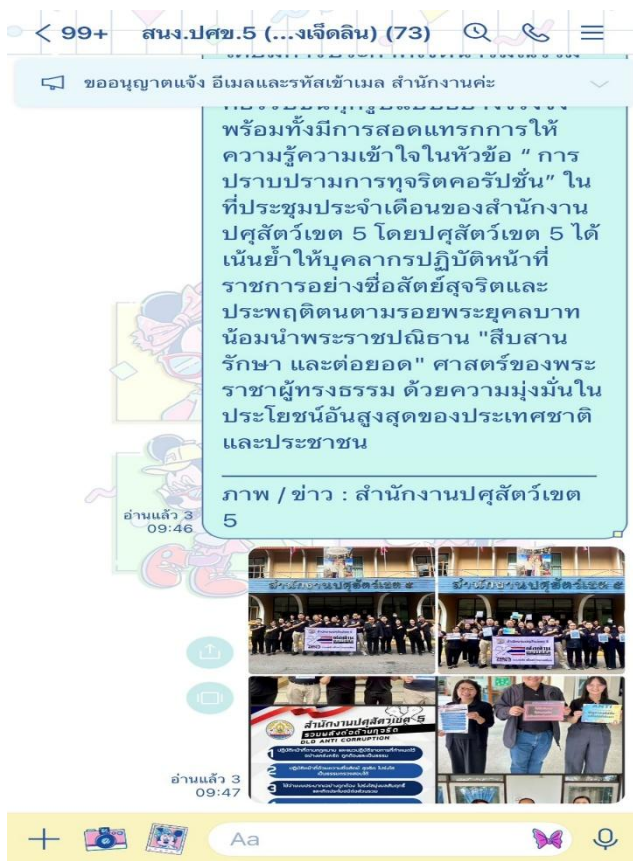 99+ สนง.ปศข.5 (...งเจ็ดลิน) (73)
ขออนุญาตแจ้ง อีเมลและรหัสเข้าเมล สำนักงานค่ะ
พร้อมทั้งมีการสอดแทรกการให้
ความรู้ความเข้าใจในหัวข้อ “ การ
ปราบปรามการทุจริตคอรัปชั่น” ใน
ที่ประชุมประจำเดือนของสำนักงาน
ปศุสัตว์เขต 5 โดยปศุสัตว์เขต 5 ได้
เน้นย้ำให้บุคลากรปฏิบัติหน้าที่
ราชการอย่างซื่อสัตย์สุจริตและ
ประพฤติตนตามรอยพระยุคลบาท
น้อมนำพระราชปณิธาน "สืบสาน
รักษา และต่อยอด" ศาสตร์ของพระ
ราชาผู้ทรงธรรม ด้วยความมุ่งมั่นใน
ประโยชน์อันสูงสุดของประเทศชาติ
และประชาชน
ภาพ / ข่าว : สำนักงานปศุสัตว์เขต
5
อ่านแล้ว 3
09:46
สำนักงานปศุสัตว์เขต ๕
สำนักงานปศุสัตว์เขต ๕
สำนักงานปศุสัตว์เขต 5
รวมพลังต่อต้านทุจริต
DLD ANTI CORRUPTION
1
2
3
ANTI
อ่านแล้ว 3
09:47
Aa